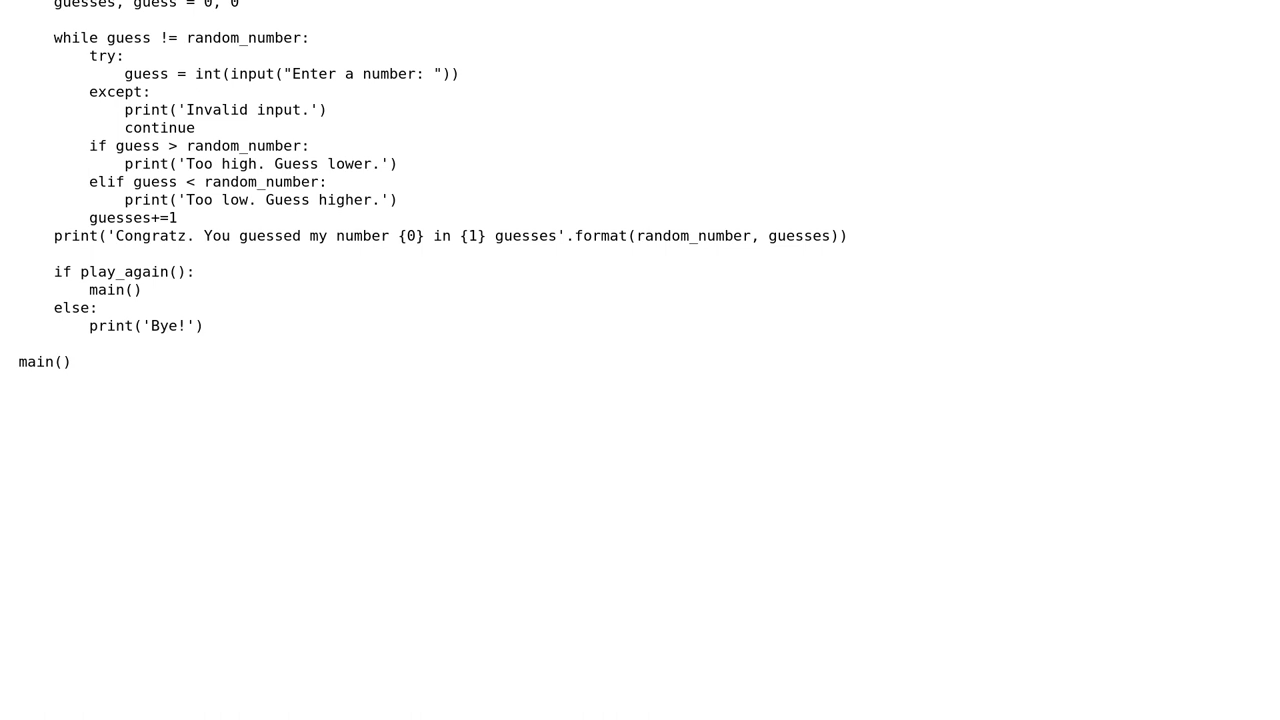 guesses, guess = 0, 0

    while guess != random_number:
        try:
            guess = int(input("Enter a number: "))
        except:
            print('Invalid input.')
            continue
        if guess > random_number:
            print('Too high. Guess lower.')
        elif guess < random_number:
            print('Too low. Guess higher.')
        guesses+=1
    print('Congratz. You guessed my number {0} in {1} guesses'.format(random_number, guesses))

    if play_again():
        main()
    else:
        print('Bye!')

main()